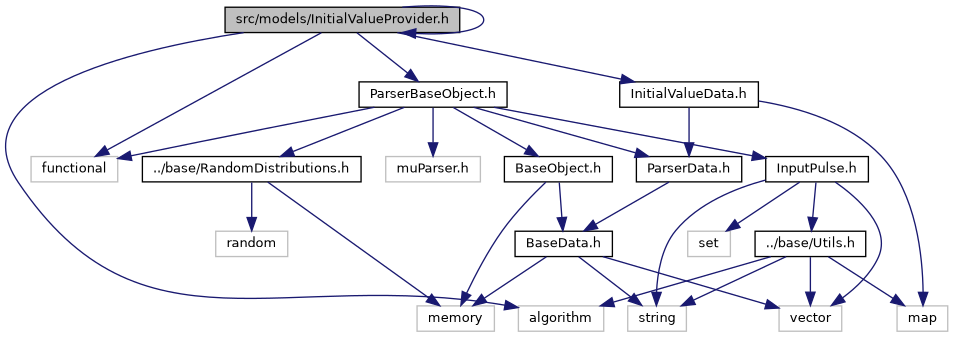 src/models/InitialValueProvider.h
ParserBaseObject.h
InitialValueData.h
functional
../base/RandomDistributions.h
muParser.h
BaseObject.h
ParserData.h
InputPulse.h
random
BaseData.h
set
../base/Utils.h
memory
algorithm
string
vector
map